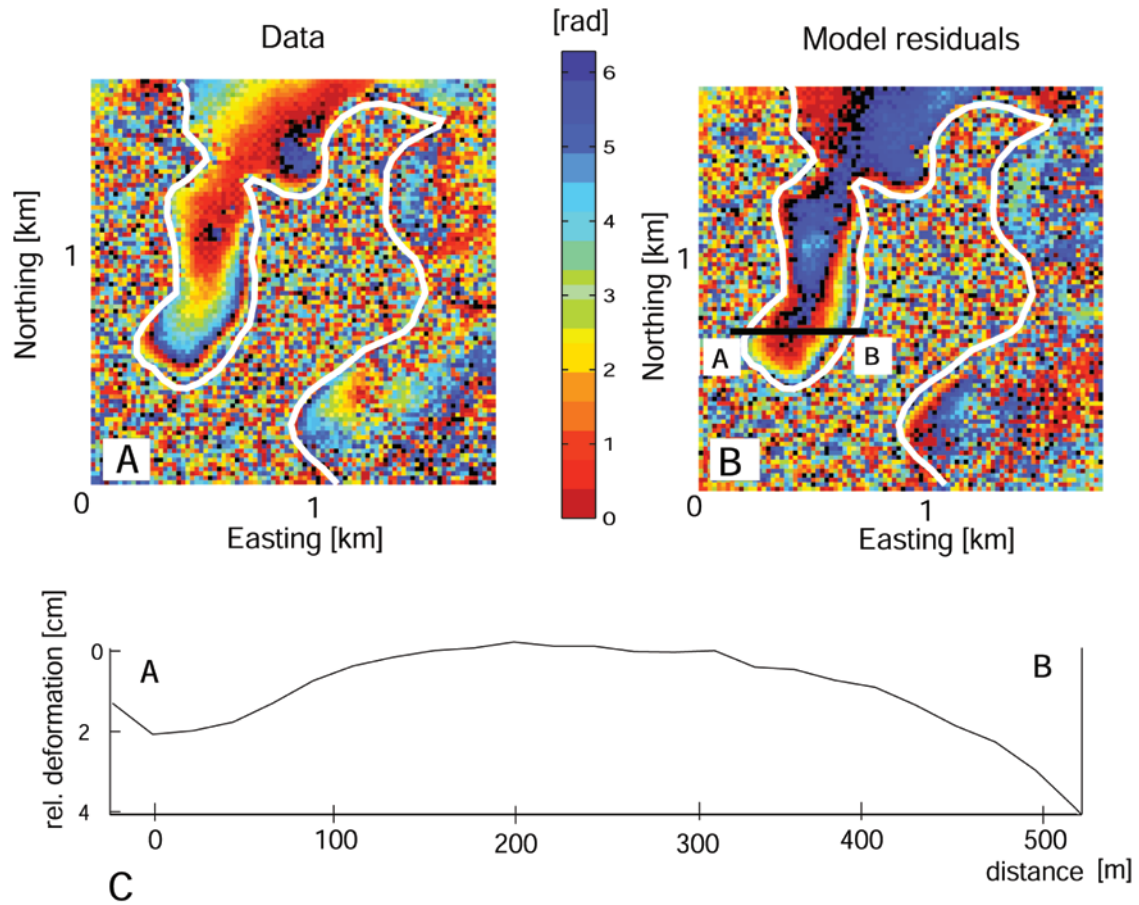 Data
[rad]
Model residuals
6
5
4
3
2
1
0
Northing [km]
1
A
0
1
Easting [km]
Northing [km]
1
A
B
B
0
1
Easting [km]
rel. deformation [cm]
0
2
4
A
B
0
100
200
300
400
500
distance [m]
C